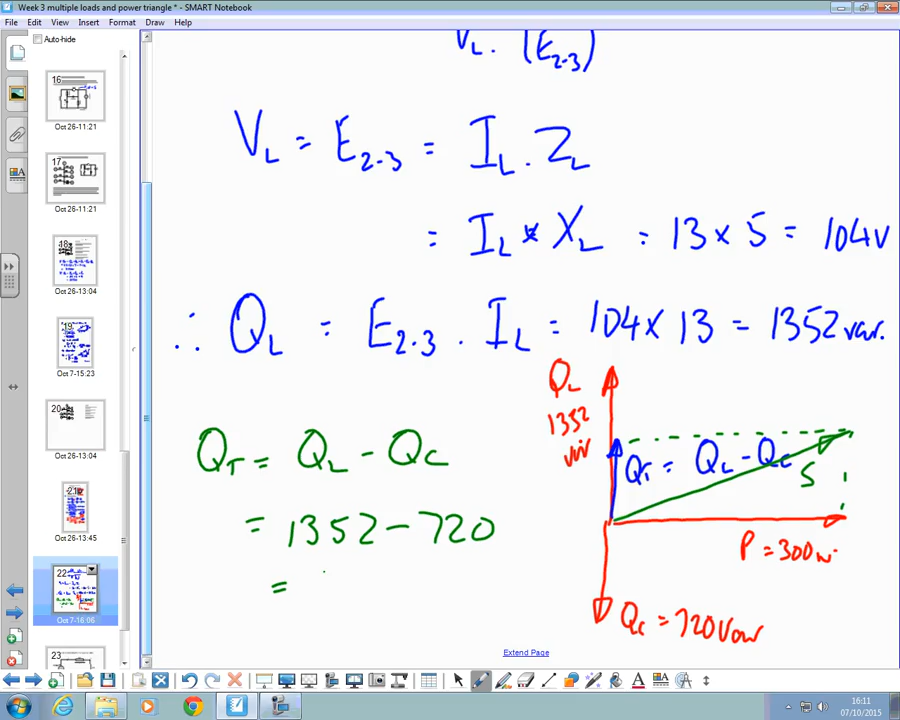 Week 3 multiple loads and power triangle * - SMART Notebook
File Edit View Insert Format Draw Help
Auto-hide
16
Oct 26-11:21
17
Oct 26-11:21
18
Oct 26-13:04
19
Oct 7-15:23
20
Oct 26-13:04
21
Oct 26-13:45
22
Oct 7-16:06
23
VL . (E2-3)
VL = E2-3 = IL . ZL
= IL * XL = 13 × 5 = 104v
∴ QL = E2-3 . IL = 104 × 13 = 1352 var.
QL
1352
var
QT = QL - QC
QT = QL - QC
S
= 1352 - 720
P = 300w
=
QC = 720 Var
Extend Page
16:11
07/10/2015